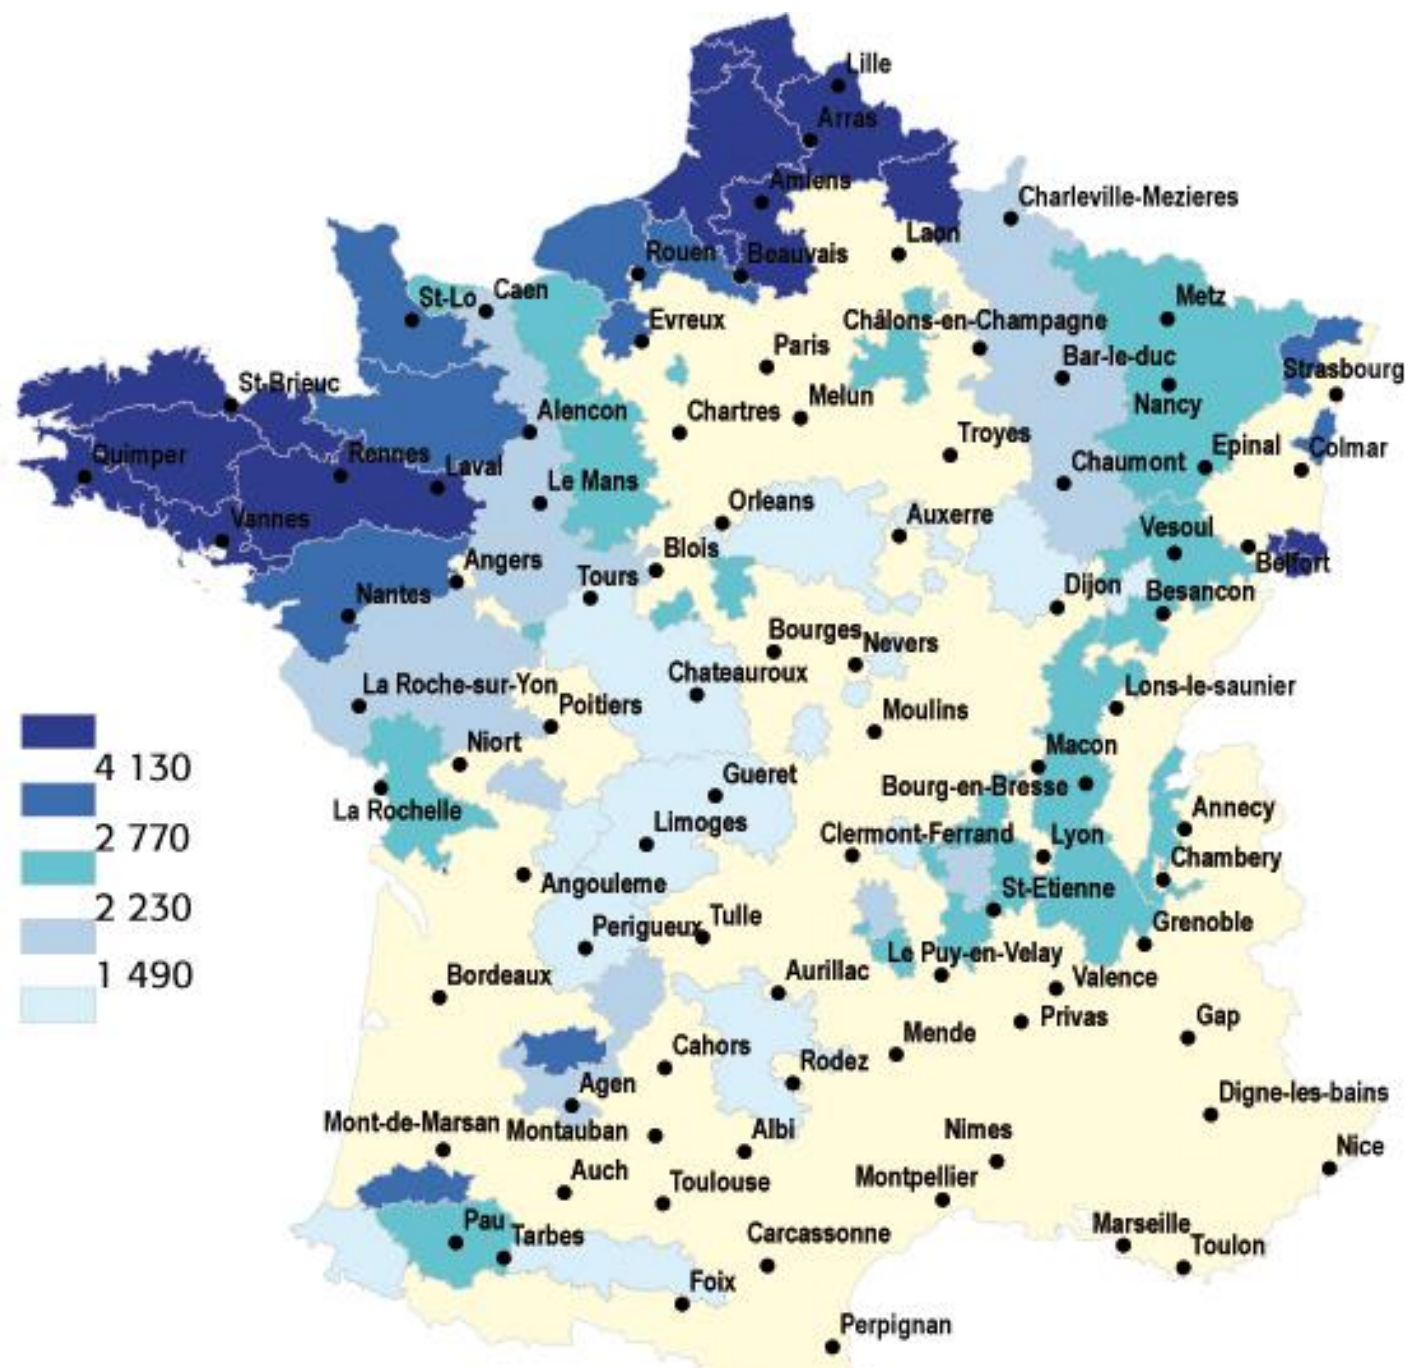 Lille
Arras
Amiens
Charleville-Mezieres
Laon
Rouen
Beauvais
St-Lo
Caen
Metz
Evreux
Châlons-en-Champagne
Paris
Bar-le-duc
Strasbourg
St-Brieuc
Alencon
Chartres
Melun
Nancy
Troyes
Epinal
Colmar
Quimper
Rennes
Laval
Le Mans
Chaumont
Orleans
Auxerre
Vannes
Vesoul
Blois
Angers
Belfort
Tours
Dijon
Besancon
Nantes
Bourges
Nevers
Chateauroux
La Roche-sur-Yon
Lons-le-saunier
Poitiers
Moulins
Niort
Macon
4 130
Gueret
Bourg-en-Bresse
La Rochelle
Annecy
Limoges
Clermont-Ferrand
Lyon
2 770
Chambery
Angouleme
St-Etienne
2 230
Perigueux
Tulle
Grenoble
Le Puy-en-Velay
1 490
Bordeaux
Aurillac
Valence
Privas
Gap
Cahors
Mende
Rodez
Agen
Digne-les-bains
Mont-de-Marsan
Montauban
Albi
Nimes
Nice
Auch
Toulouse
Montpellier
Pau
Tarbes
Carcassonne
Marseille
Toulon
Foix
Perpignan